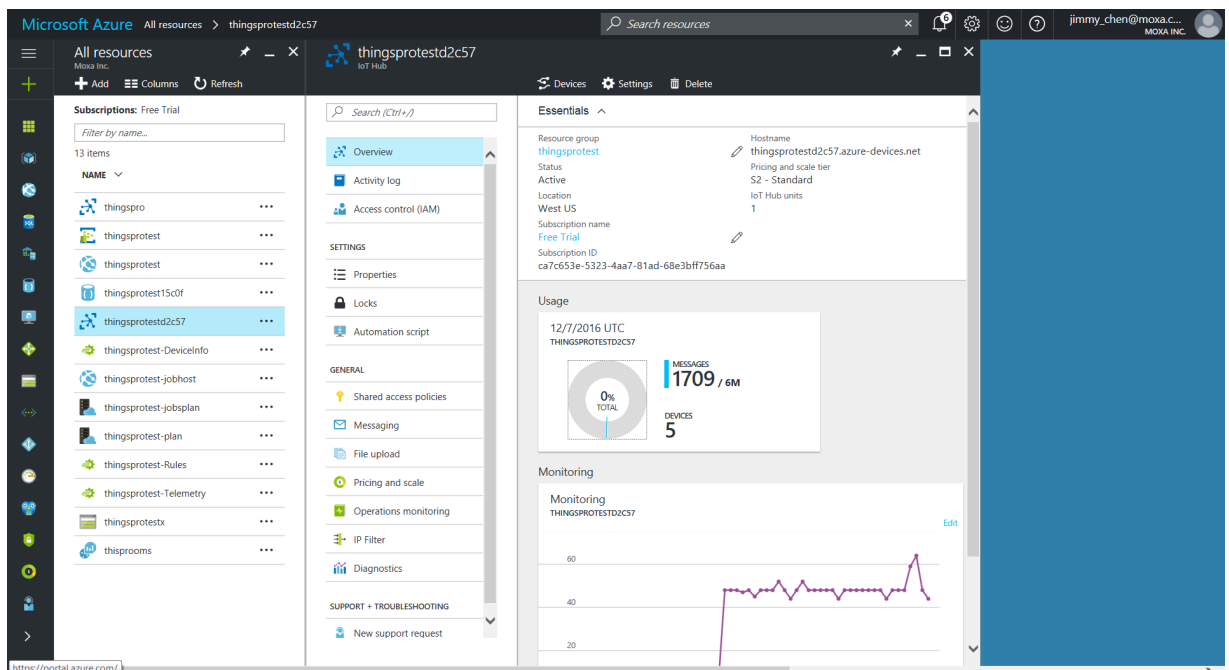 Microsoft Azure All resources > thingsprotestd2c57
Search resources
6
jimmy_chen@moxa.c...
MOXA INC.
All resources
Moxa Inc.
Add Columns Refresh
Subscriptions: Free Trial
Filter by name...
13 items
NAME
thingspro
thingsprotest
thingsprotest
thingsprotest15c0f
thingsprotestd2c57
thingsprotest-DeviceInfo
thingsprotest-jobhost
thingsprotest-jobsplan
thingsprotest-plan
thingsprotest-Rules
thingsprotest-Telemetry
thingsprotestx
thisprooms
thingsprotestd2c57
IoT Hub
Search (Ctrl+/)
Overview
Activity log
Access control (IAM)
SETTINGS
Properties
Locks
Automation script
GENERAL
Shared access policies
Messaging
File upload
Pricing and scale
Operations monitoring
IP Filter
Diagnostics
SUPPORT + TROUBLESHOOTING
New support request
Devices Settings Delete
Essentials
Resource group
thingsprotest
Status
Active
Location
West US
Subscription name
Free Trial
Subscription ID
ca7c653e-5323-4aa7-81ad-68e3bff756aa
Hostname
thingsprotestd2c57.azure-devices.net
Pricing and scale tier
S2 - Standard
IoT Hub units
1
Usage
12/7/2016 UTC
THINGSPROTESTD2C57
0%
TOTAL
MESSAGES
1709 / 6M
DEVICES
5
Monitoring
Monitoring
THINGSPROTESTD2C57
Edit
60
40
20
https://portal.azure.com/